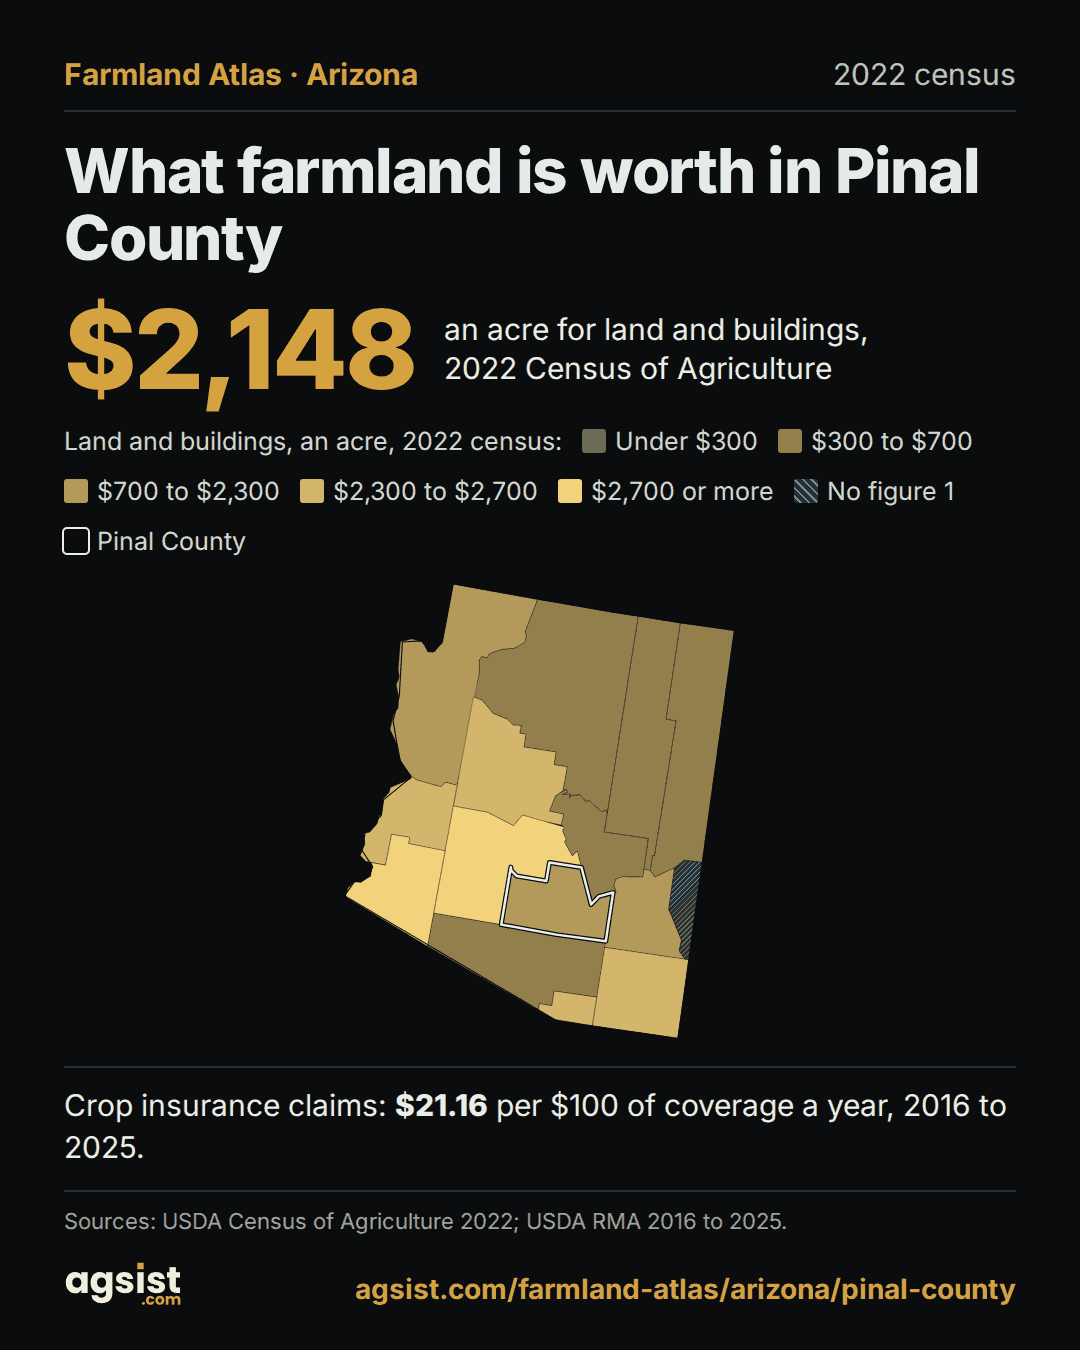 Farmland Atlas · Arizona
2022 census
What farmland is worth in Pinal
County
$2,148
an acre for land and buildings,
2022 Census of Agriculture
Land and buildings, an acre, 2022 census: Under $300 $300 to $700
$700 to $2,300 $2,300 to $2,700 $2,700 or more No figure 1
Pinal County
Crop insurance claims: $21.16 per $100 of coverage a year, 2016 to
2025.
Sources: USDA Census of Agriculture 2022; USDA RMA 2016 to 2025.
agsist
.com
agsist.com/farmland-atlas/arizona/pinal-county